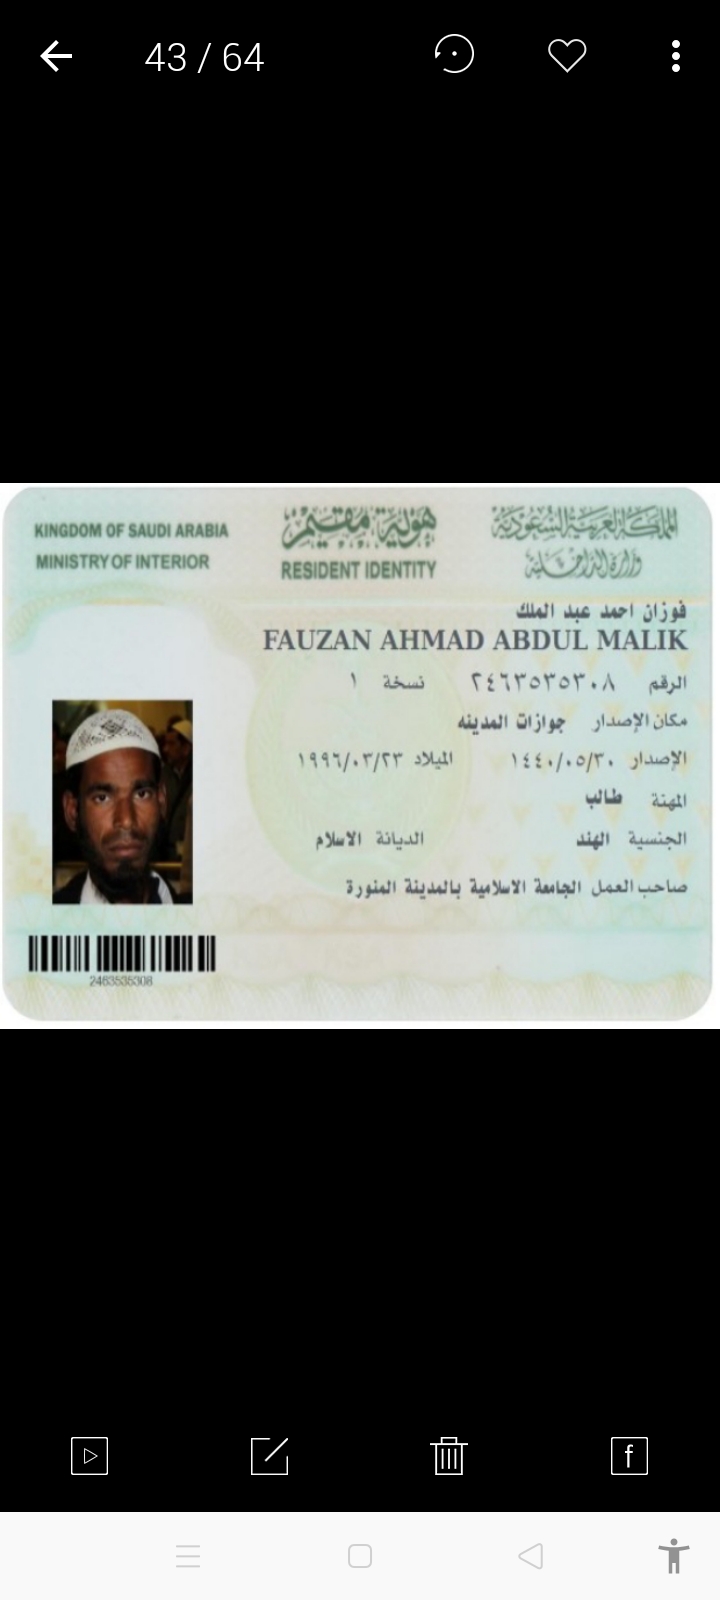 43 / 64
KINGDOM OF SAUDI ARABIA
MINISTRY OF INTERIOR
هوية مقيم
RESIDENT IDENTITY
المملكة العربية السعودية
وزارة الداخلية
فوزان احمد عبد الملك
FAUZAN AHMAD ABDUL MALIK
الرقم ٢٤٦٣٥٣٥٣٠٨ نسخة ١
مكان الإصدار جوازات المدينه
الإصدار ١٤٤٠/٠٥/٣٠ الميلاد ١٩٩٦/٠٣/٢٣
المهنة طالب
الجنسية الهند الديانة الاسلام
صاحب العمل الجامعة الاسلامية بالمدينة المنورة
2463535308
f